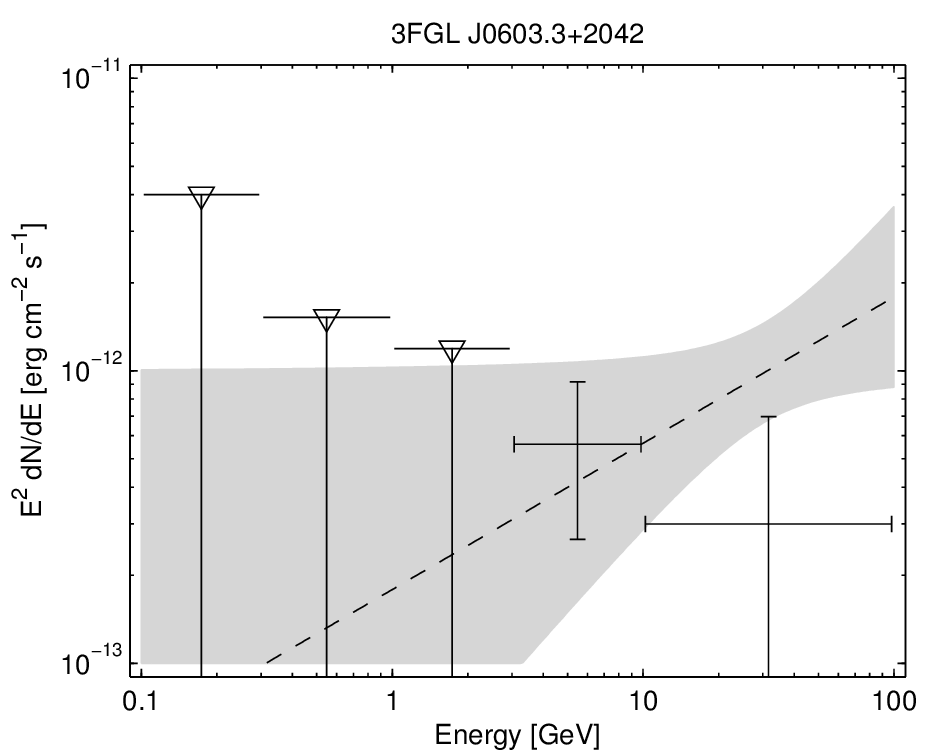 3FGL J0603.3+2042
10⁻¹¹
10⁻¹²
10⁻¹³
E² dN/dE [erg cm⁻² s⁻¹]
0.1 1 10 100
Energy [GeV]